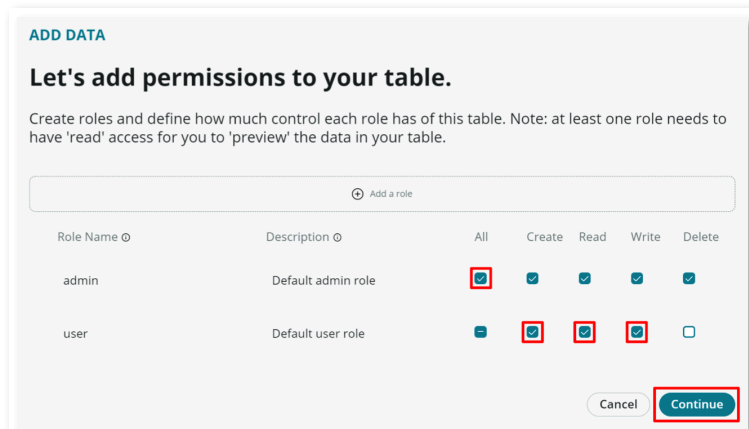 ADD DATA
Let's add permissions to your table.
Create roles and define how much control each role has of this table. Note: at least one role needs to
have 'read' access for you to 'preview' the data in your table.
Add a role
Role Name Description All Create Read Write Delete
admin Default admin role
user Default user role
Cancel Continue